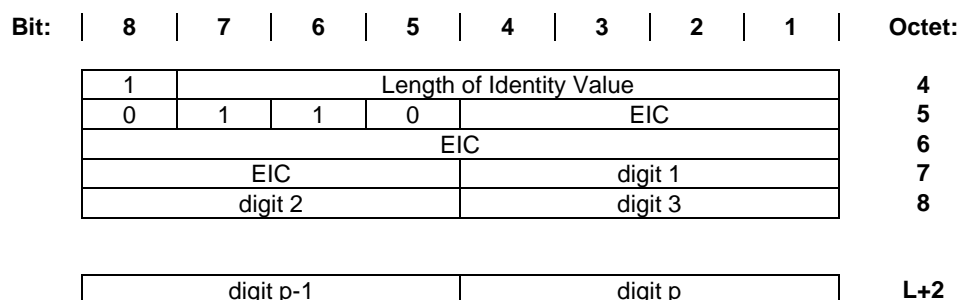 Bit: 8 7 6 5 4 3 2 1 Octet:
1 Length of Identity Value 4
0 1 1 0 EIC 5
EIC 6
EIC digit 1 7
digit 2 digit 3 8
digit p-1 digit p L+2